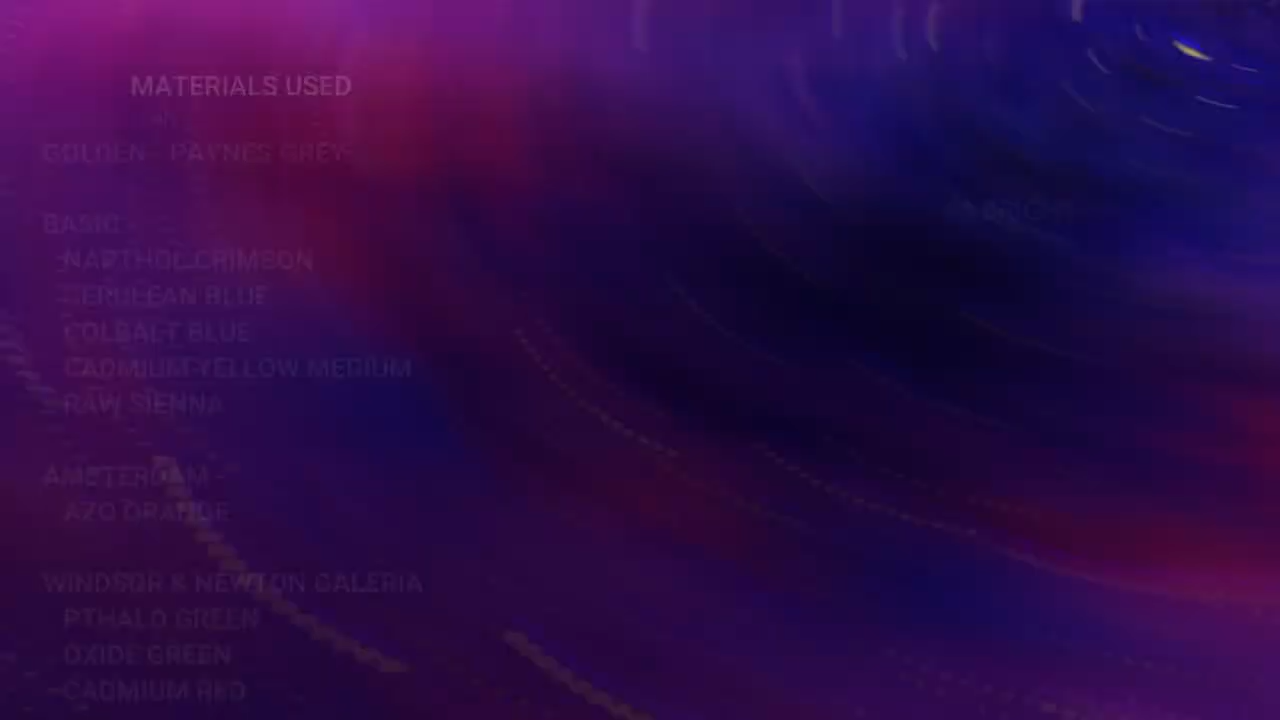 MATERIALS USED
GOLDEN - PAYNES GREY
BASIC -
NAPTHOL CRIMSON
CERULEAN BLUE
COLBALT BLUE
CADMIUM YELLOW MEDIUM
RAW SIENNA
AMSTERDAM -
AZO ORANGE
WINDSOR & NEWTON GALERIA
PTHALO GREEN
OXIDE GREEN
CADMIUM RED